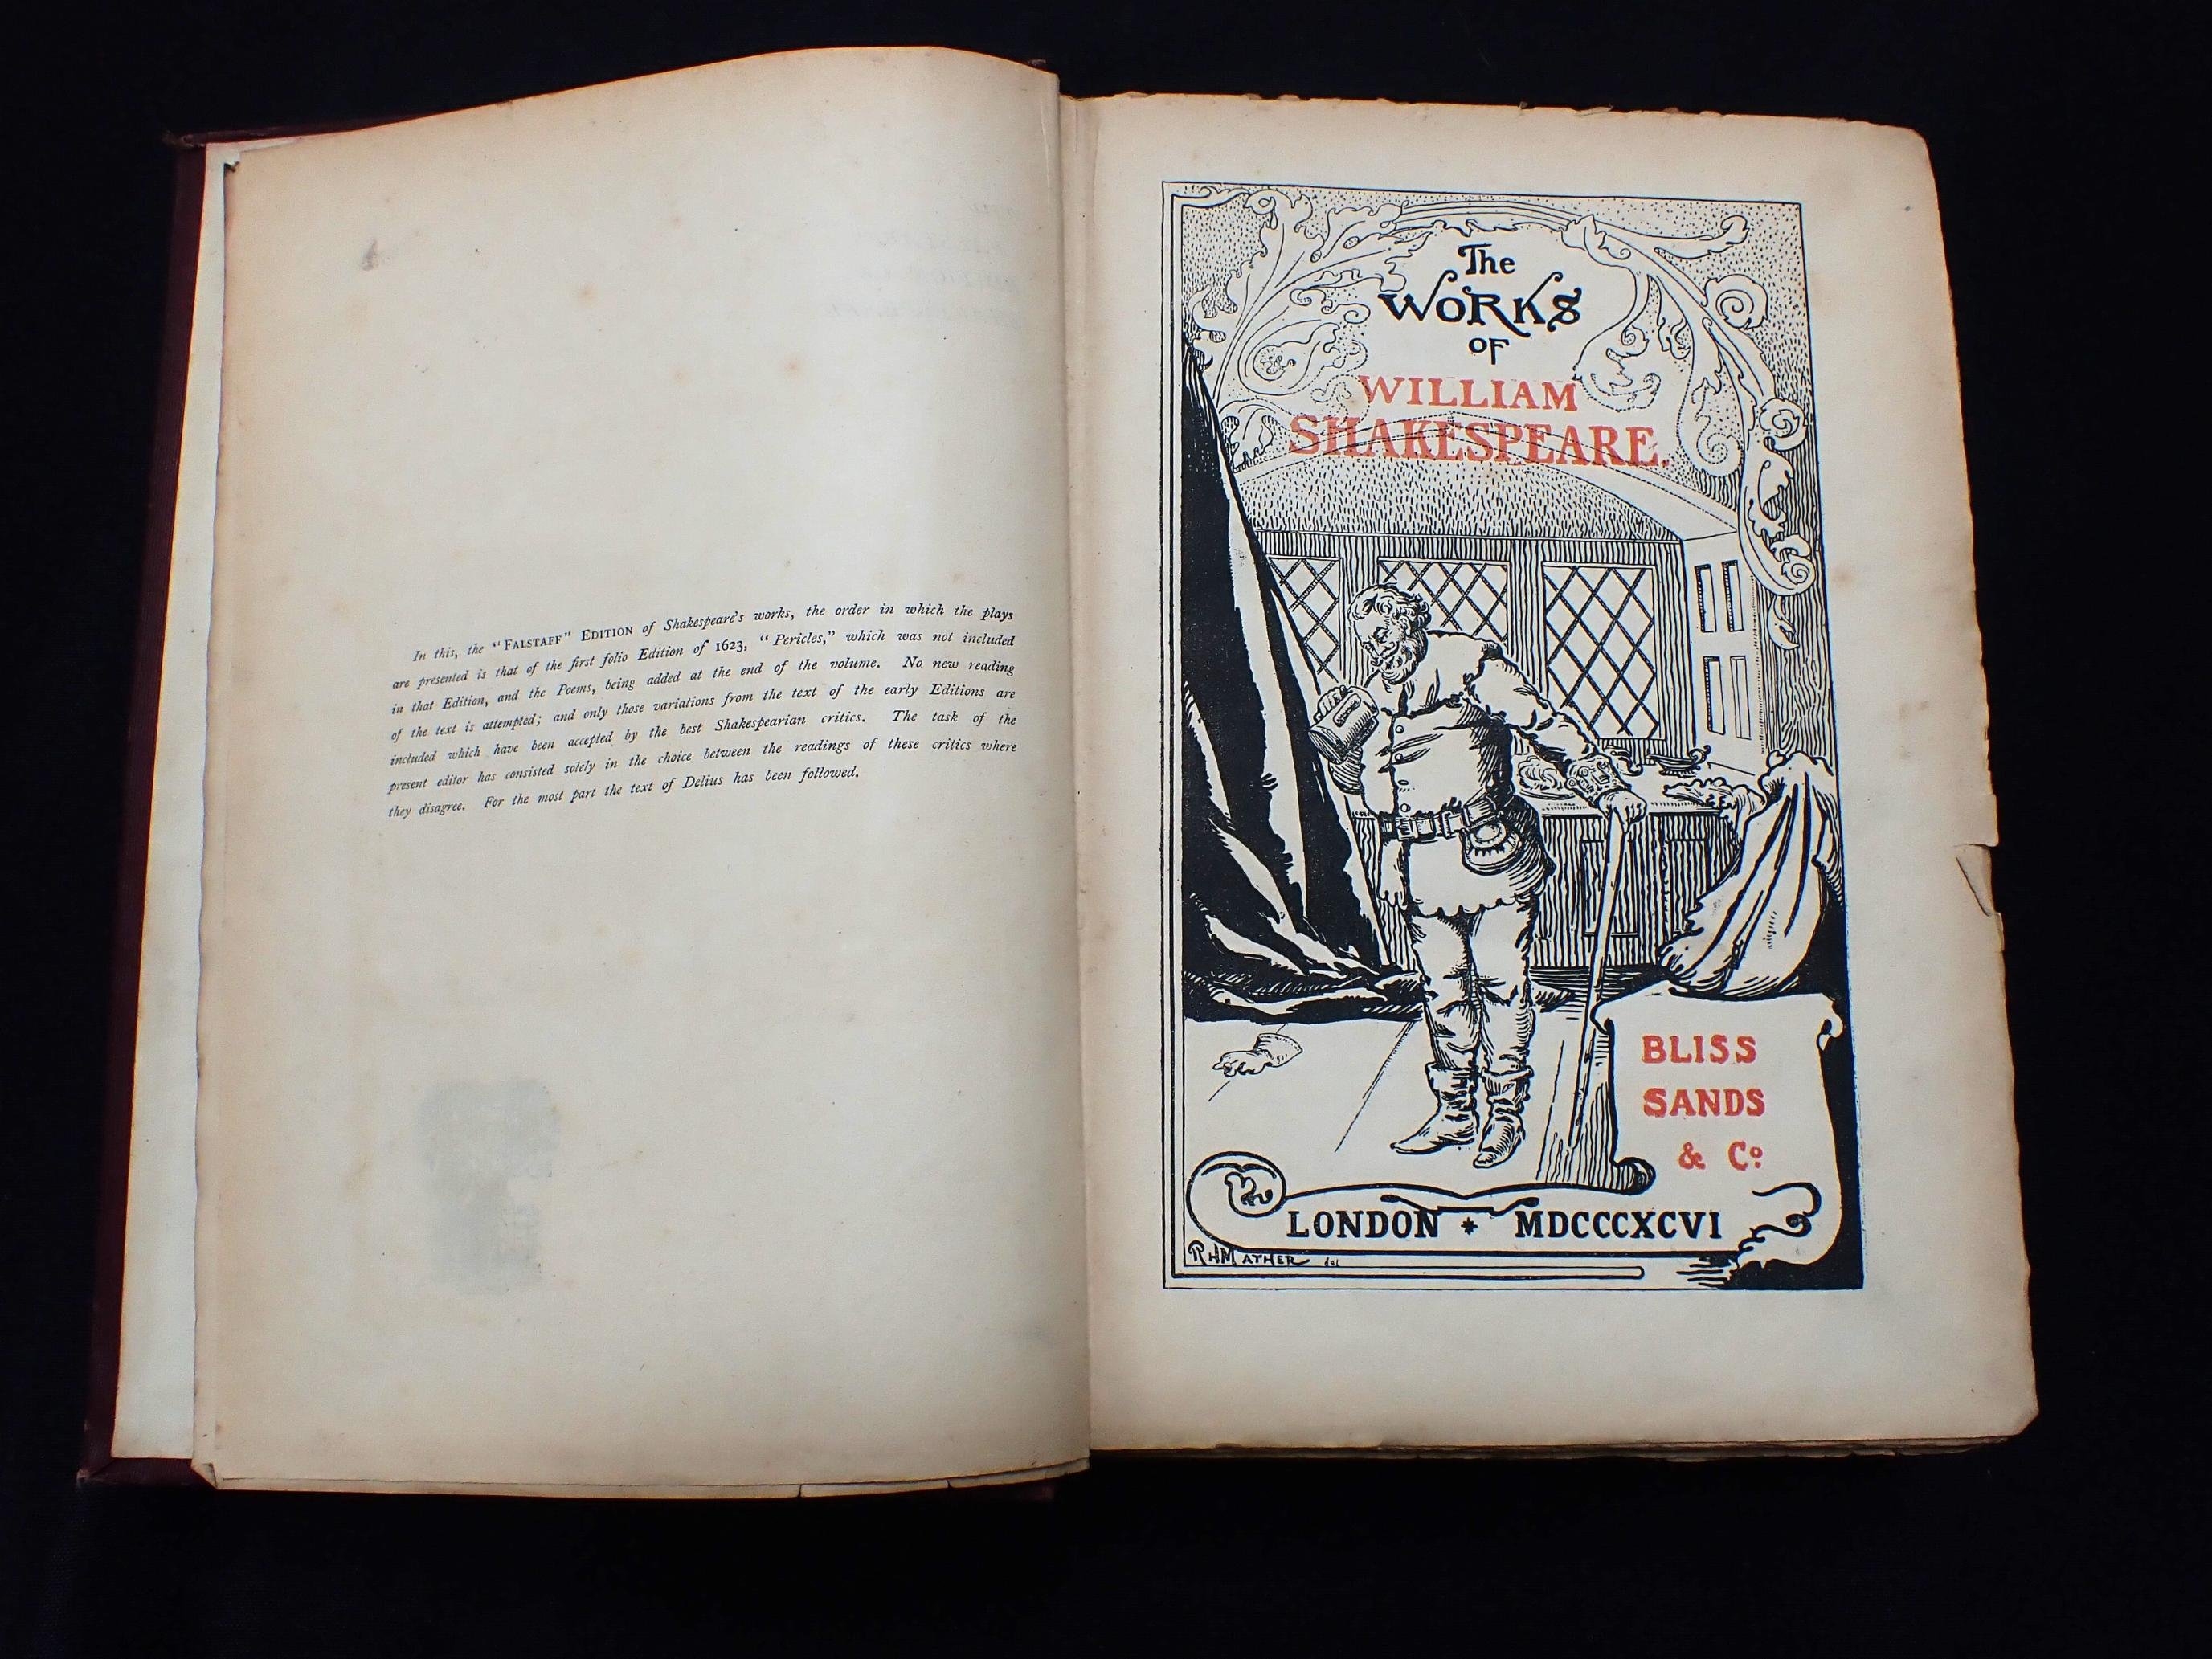 In this, the "FALSTAFF" EDITION of Shakespeare's works, the order in which the plays
are presented is that of the first folio Edition of 1623, "Pericles," which was not included
in that Edition, and the Poems, being added at the end of the volume. No new reading
of the text is attempted; and only those variations from the text of the early Editions are
included which have been accepted by the best Shakespearian critics. The task of the
present editor has consisted solely in the choice between the readings of these critics where
they disagree. For the most part the text of Delius has been followed.
The
WORKS
OF
WILLIAM
SHAKESPEARE.
BLISS
SANDS
& Co.
LONDON * MDCCCXCVI
RHMATHER del